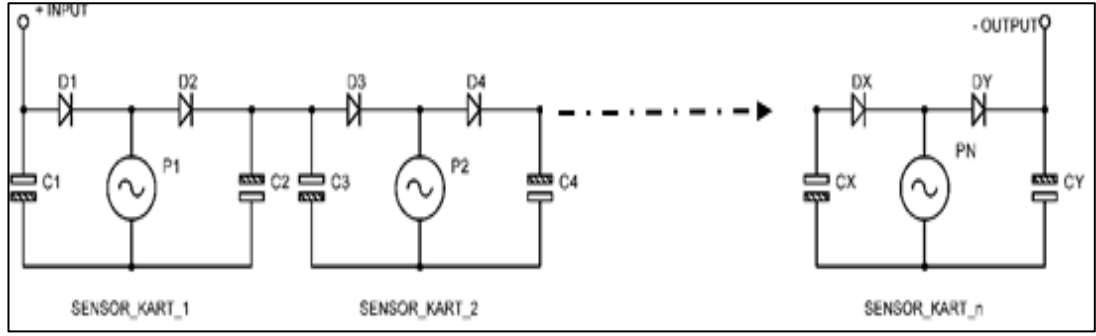 + INPUT
- OUTPUT
D1 D2 D3 D4 DX DY
P1 P2 PN
C1 C2 C3 C4 CX CY
SENSOR_KART_1 SENSOR_KART_2 SENSOR_KART_n